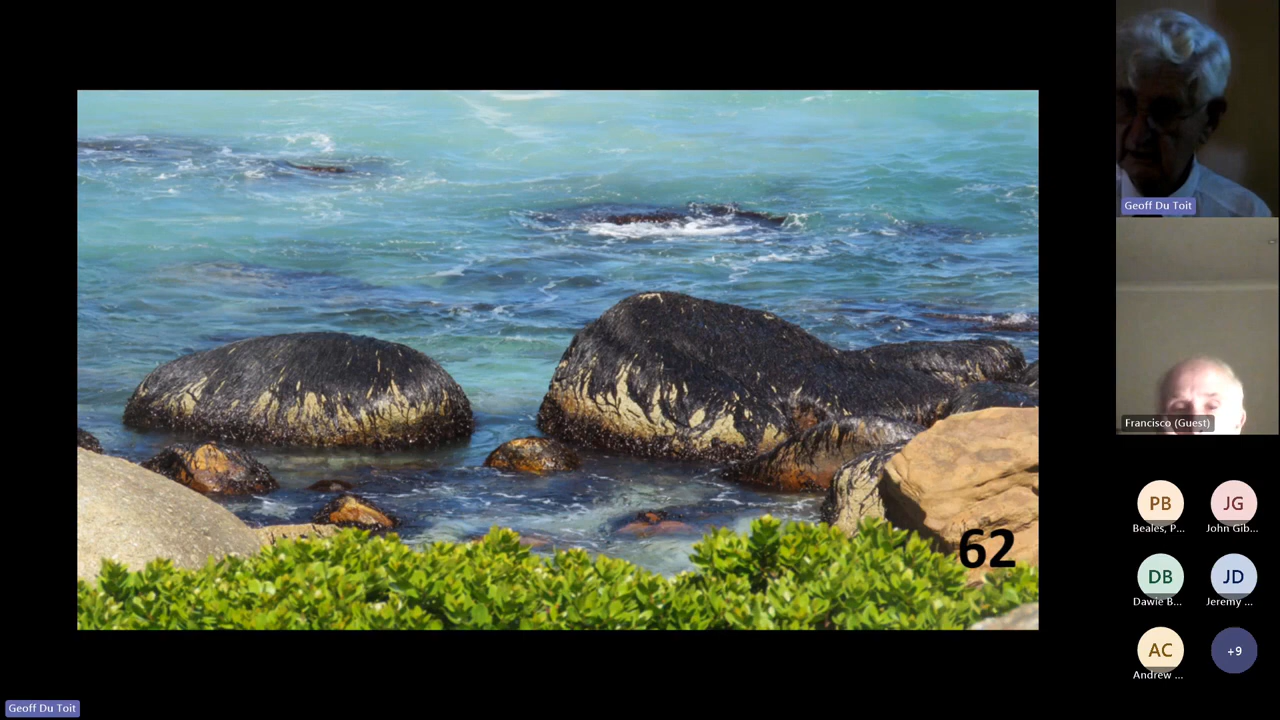 Geoff Du Toit
Francisco (Guest)
PB
JG
Beales, P...
John Gib...
DB
JD
Dawie B...
Jeremy ...
AC
+9
Andrew ...
62
Geoff Du Toit